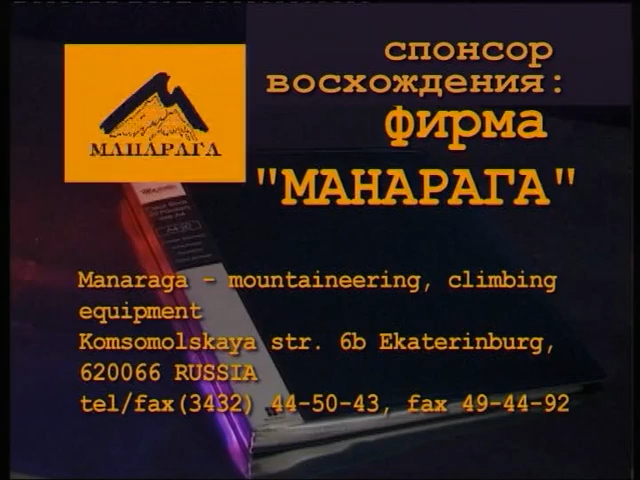 спонсор
восхождения:
фирма
"МАНАРАГА"
МАНАРАГА
Manaraga - mountaineering, climbing
equipment
Komsomolskaya str. 6b Ekaterinburg,
620066 RUSSIA
tel/fax(3432) 44-50-43, fax 49-44-92